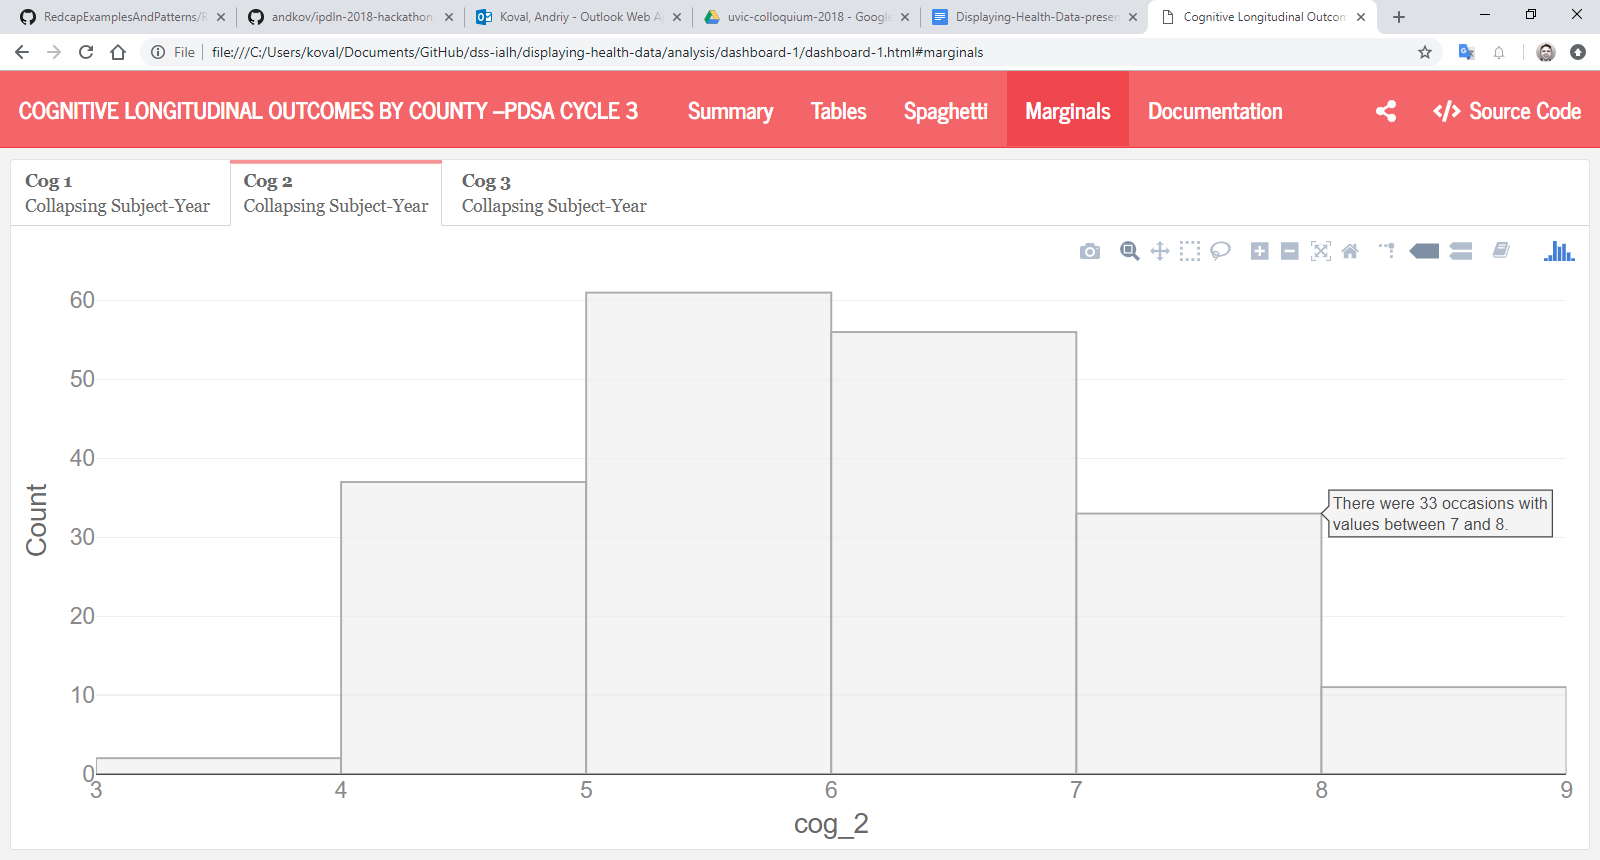 RedcapExamplesAndPatterns/R
andkov/ipdln-2018-hackathon
Koval, Andriy - Outlook Web A
uvic-colloquium-2018 - Google
Displaying-Health-Data-presen
Cognitive Longitudinal Outcom
File
file:///C:/Users/koval/Documents/GitHub/dss-ialh/displaying-health-data/analysis/dashboard-1/dashboard-1.html#marginals
COGNITIVE LONGITUDINAL OUTCOMES BY COUNTY –PDSA CYCLE 3
Summary
Tables
Spaghetti
Marginals
Documentation
</> Source Code
Cog 1
Collapsing Subject-Year
Cog 2
Collapsing Subject-Year
Cog 3
Collapsing Subject-Year
60
50
40
30
20
10
0
Count
There were 33 occasions with
values between 7 and 8.
3 4 5 6 7 8 9
cog_2